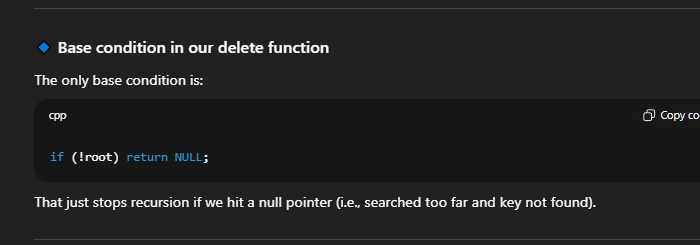 Base condition in our delete function
The only base condition is:
cpp
Copy co
if (!root) return NULL;
That just stops recursion if we hit a null pointer (i.e., searched too far and key not found).